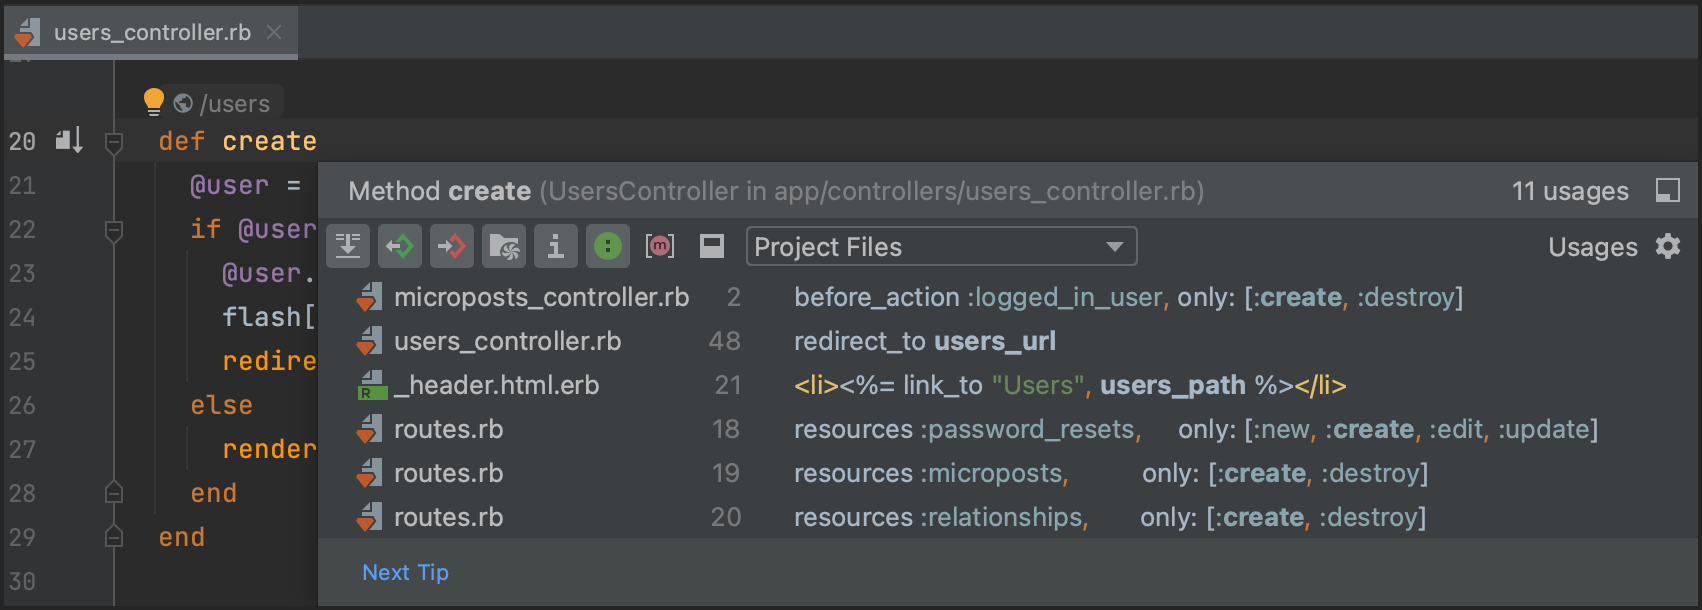 users_controller.rb
/users
20 def create
Method create (UsersController in app/controllers/users_controller.rb) 11 usages
21 @user =
Project Files Usages
22 if @user
23 @user.
microposts_controller.rb 2 before_action :logged_in_user, only: [:create, :destroy]
24 flash[
users_controller.rb 48 redirect_to users_url
25 redire
_header.html.erb 21 <li><%= link_to "Users", users_path %></li>
26 else
routes.rb 18 resources :password_resets, only: [:new, :create, :edit, :update]
27 render
routes.rb 19 resources :microposts, only: [:create, :destroy]
28 end
routes.rb 20 resources :relationships, only: [:create, :destroy]
29 end
Next Tip
30